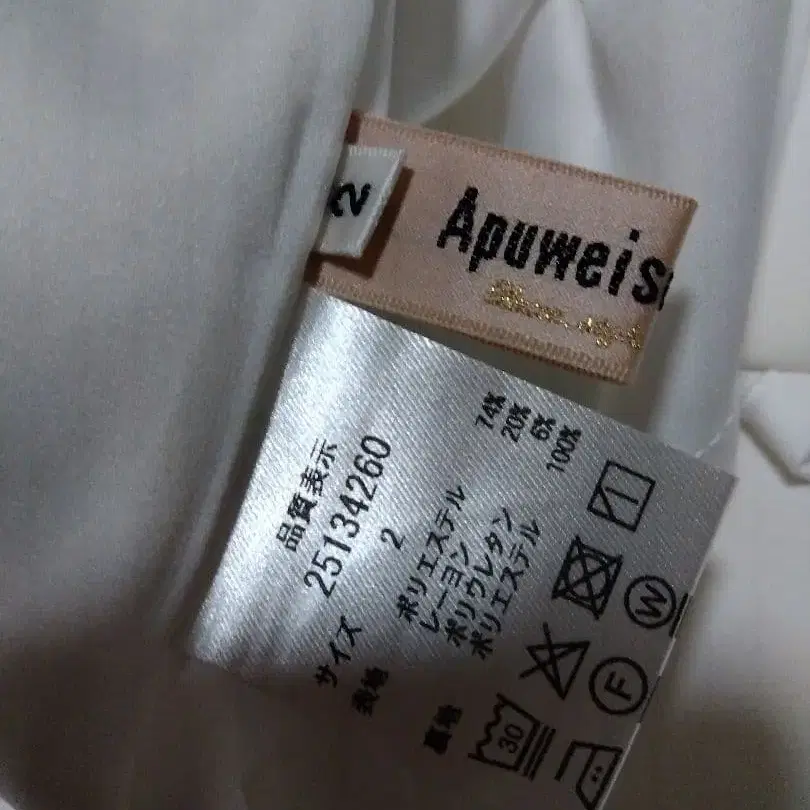 2
Apuweis
品質表示
25134260
サイズ 2
表地 ポリエステル 74%
レーヨン 20%
ポリウレタン 6%
裏地 ポリエステル 100%
30
W
F